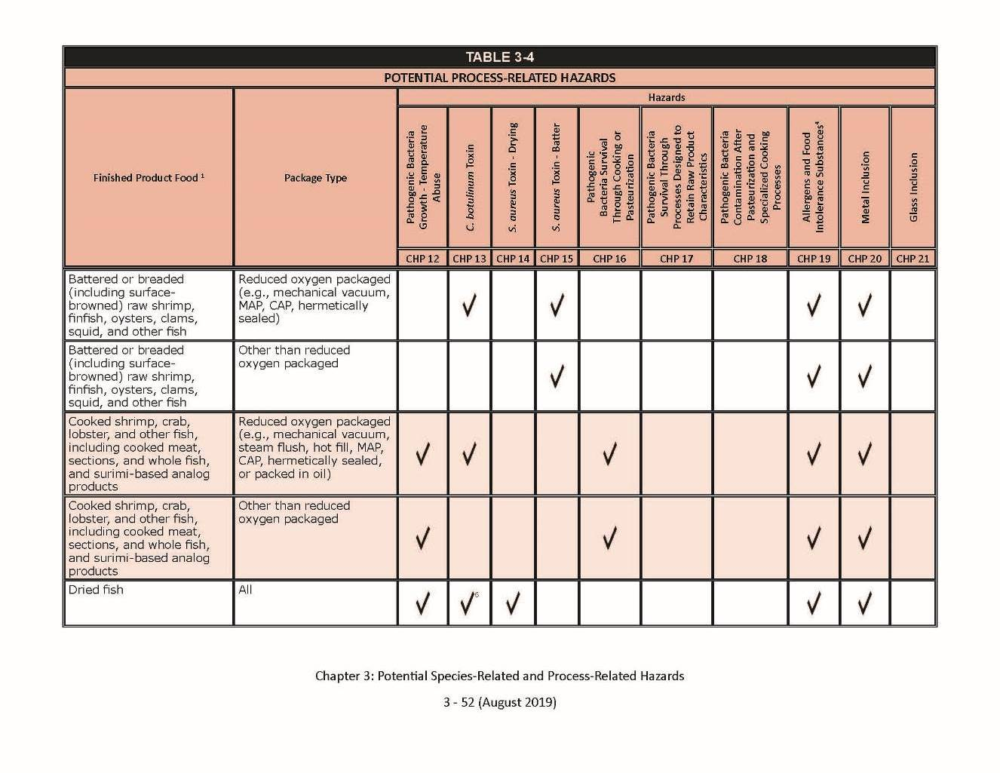 TABLE 3-4
POTENTIAL PROCESS-RELATED HAZARDS
Finished Product Food ¹
Package Type
Hazards
Pathogenic Bacteria
Growth - Temperature
Abuse
C. botulinum Toxin
S. aureus Toxin - Drying
S. aureus Toxin - Batter
Pathogenic
Bacteria Survival
Through Cooking or
Pasteurization
Pathogenic Bacteria
Survival Through
Processes Designed to
Retain Raw Product
Characteristics
Pathogenic Bacteria
Contamination After
Pasteurization and
Specialized Cooking
Processes
Allergens and Food
Intolerance Substances⁴
Metal Inclusion
Glass Inclusion
CHP 12
CHP 13
CHP 14
CHP 15
CHP 16
CHP 17
CHP 18
CHP 19
CHP 20
CHP 21
Battered or breaded
(including surface-
browned) raw shrimp,
finfish, oysters, clams,
squid, and other fish
Reduced oxygen packaged
(e.g., mechanical vacuum,
MAP, CAP, hermetically
sealed)
✓ ✓ ✓ ✓
Battered or breaded
(including surface-
browned) raw shrimp,
finfish, oysters, clams,
squid, and other fish
Other than reduced
oxygen packaged
✓ ✓ ✓
Cooked shrimp, crab,
lobster, and other fish,
including cooked meat,
sections, and whole fish,
and surimi-based analog
products
Reduced oxygen packaged
(e.g., mechanical vacuum,
steam flush, hot fill, MAP,
CAP, hermetically sealed,
or packed in oil)
✓ ✓ ✓ ✓ ✓
Cooked shrimp, crab,
lobster, and other fish,
including cooked meat,
sections, and whole fish,
and surimi-based analog
products
Other than reduced
oxygen packaged
✓ ✓ ✓ ✓
Dried fish
All
✓ ✓⁶ ✓ ✓ ✓
Chapter 3: Potential Species-Related and Process-Related Hazards
3 - 52 (August 2019)